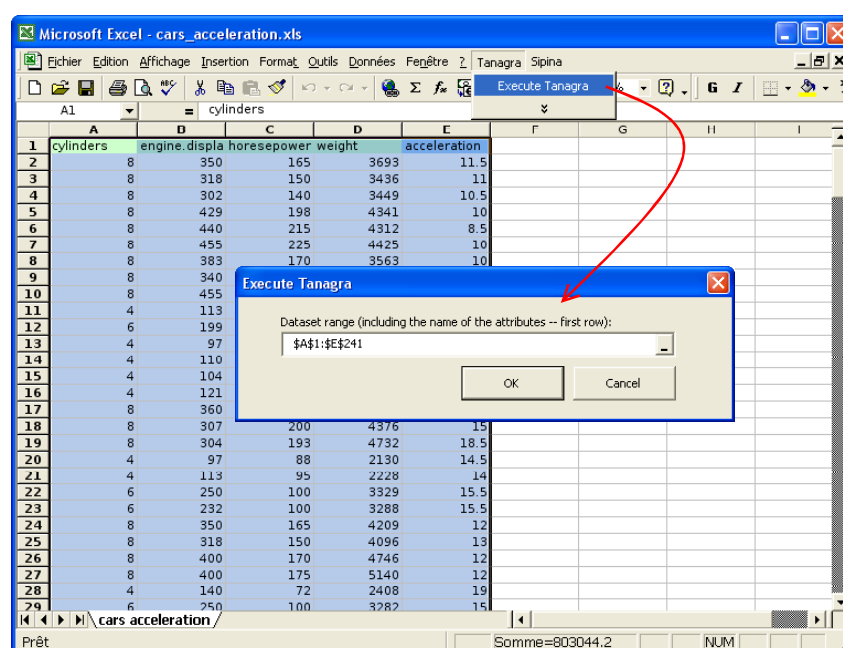 Microsoft Excel - cars_acceleration.xls
Fichier Edition Affichage Insertion Format Outils Données Fenêtre ? Tanagra Spina
G I
Execute Tanagra
A1 = cylinders
A B C D E F G H I
1 cylinders engine.displa horesepower weight acceleration
2 8 350 165 3693 11.5
3 8 318 150 3436 11
4 8 302 140 3449 10.5
5 8 429 198 4341 10
6 8 440 215 4312 8.5
7 8 455 225 4425 10
8 8 383 170 3563 10
9 8 340
10 8 455
11 4 113
12 6 199
13 4 97
14 4 110
15 4 104
16 4 121
17 8 360
Execute Tanagra
Dataset range (including the name of the attributes -- first row):
$A$1:$E$241
OK Cancel
18 8 307 200 4376 15
19 8 304 193 4732 18.5
20 4 97 88 2130 14.5
21 4 113 95 2228 14
22 6 250 100 3329 15.5
23 6 232 100 3288 15.5
24 8 350 165 4209 12
25 8 318 150 4096 13
26 8 400 170 4746 12
27 8 400 175 5140 12
28 4 140 72 2408 19
29 6 250 100 3282 15
cars acceleration
Prêt Somme=803044.2 NUM